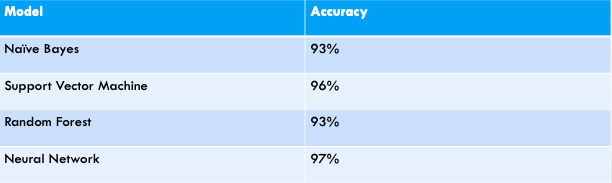 Model Accuracy
Naïve Bayes 93%
Support Vector Machine 96%
Random Forest 93%
Neural Network 97%